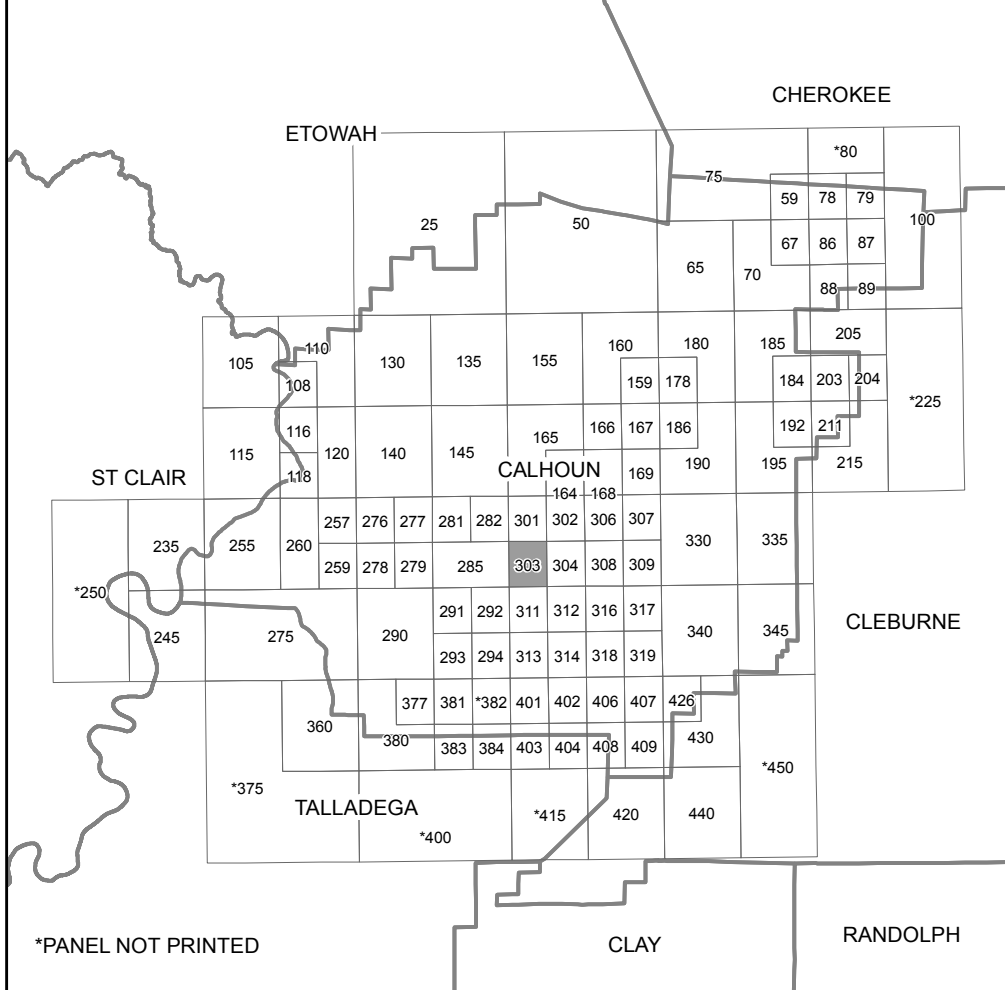 CHEROKEE
ETOWAH
*80
75
59 78 79
25 50 100
67 86 87
65 70
88 89
205
110 160 180 185
105 130 135 155
108 159 178 184 203 204
*225
116 166 167 186 192 211
115 120 140 145 165
190 195 215
ST CLAIR CALHOUN 169
118
164 168
257 276 277 281 282 301 302 306 307
235 255 260 330 335
259 278 279 285 303 304 308 309
*250
291 292 311 312 316 317
245 275 290 340 345 CLEBURNE
293 294 313 314 318 319
377 381 *382 401 402 406 407 426
360
380 383 384 403 404 408 409 430
*450
*375
TALLADEGA *415 420 440
*400
*PANEL NOT PRINTED CLAY RANDOLPH